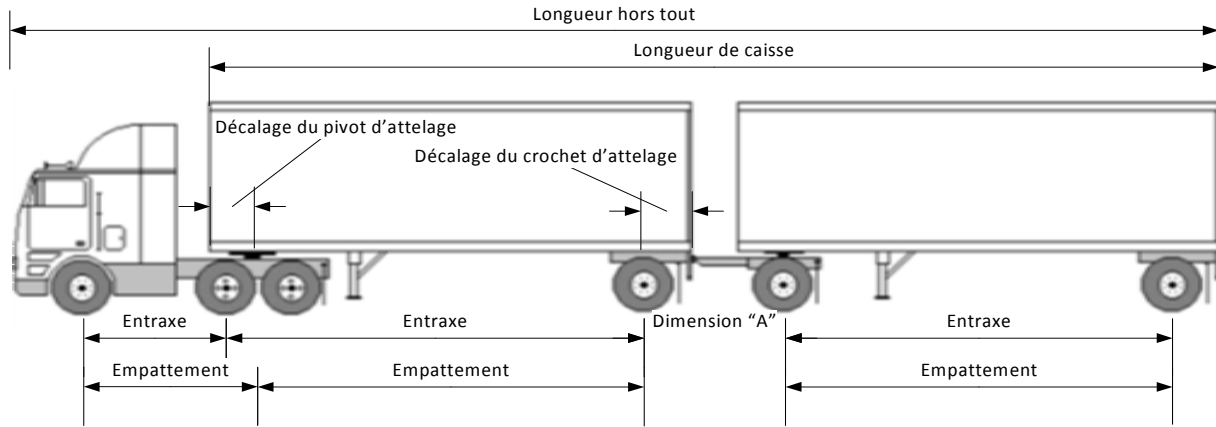 Longueur hors tout
Longueur de caisse
Décalage du pivot d’attelage
Décalage du crochet d’attelage
Entraxe
Entraxe
Dimension “A”
Entraxe
Empattement
Empattement
Empattement